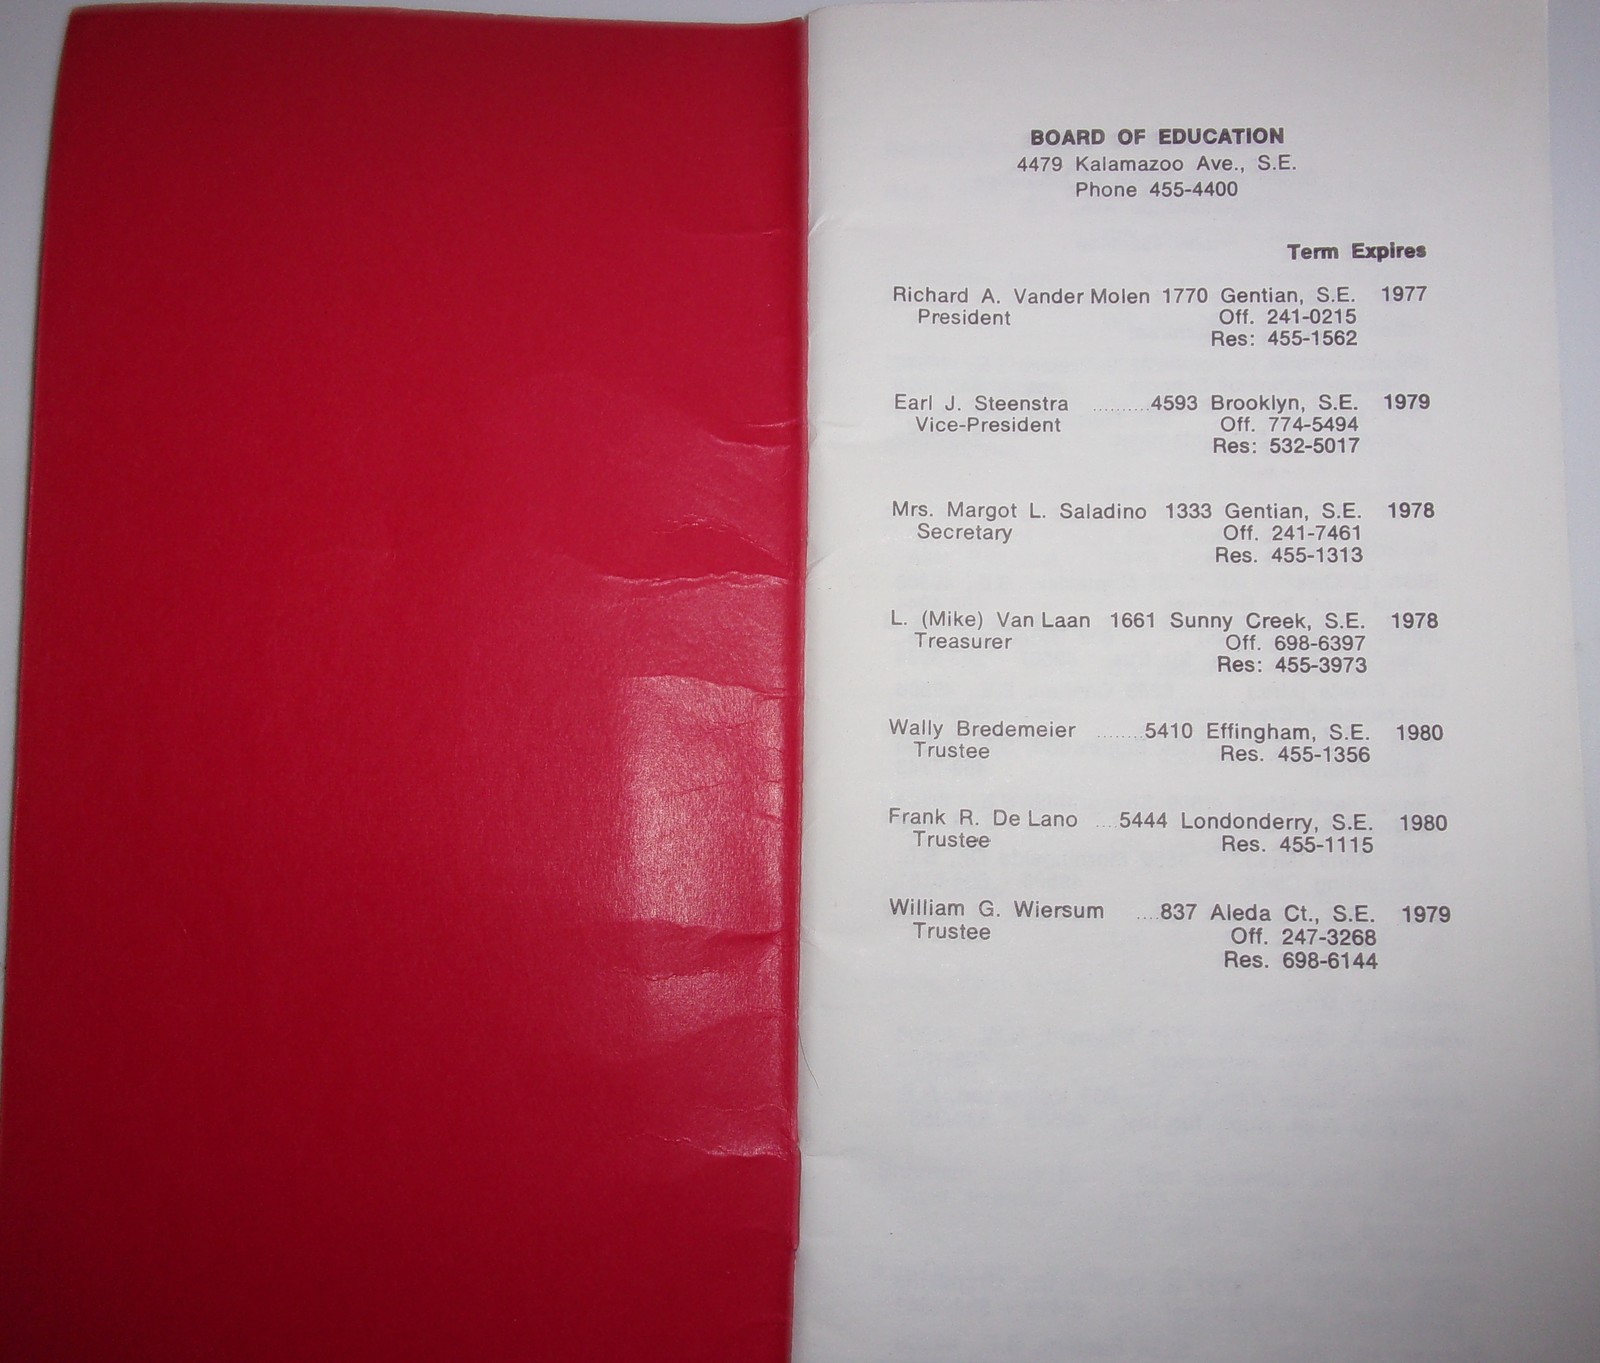 BOARD OF EDUCATION
4479 Kalamazoo Ave., S.E.
Phone 455-4400
Term Expires
Richard A. Vander Molen 1770 Gentian, S.E. 1977
President Off. 241-0215
Res: 455-1562
Earl J. Steenstra ..........4593 Brooklyn, S.E. 1979
Vice-President Off. 774-5494
Res: 532-5017
Mrs. Margot L. Saladino 1333 Gentian, S.E. 1978
Secretary Off. 241-7461
Res. 455-1313
L. (Mike) Van Laan 1661 Sunny Creek, S.E. 1978
Treasurer Off. 698-6397
Res: 455-3973
Wally Bredemeier ........5410 Effingham, S.E. 1980
Trustee Res. 455-1356
Frank R. De Lano ....5444 Londonderry, S.E. 1980
Trustee Res. 455-1115
William G. Wiersum ....837 Aleda Ct., S.E. 1979
Trustee Off. 247-3268
Res. 698-6144